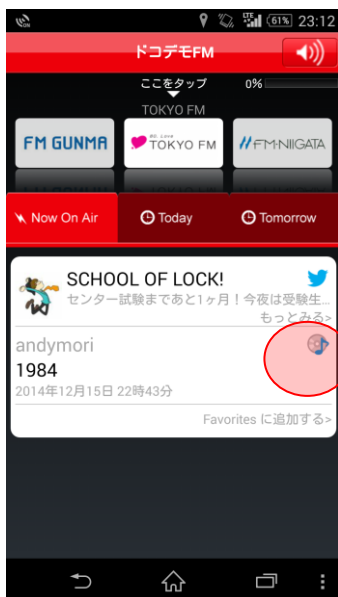 LTE 61% 23:12
ドコデモFM
ここをタップ 0%
TOKYO FM
FM GUNMA
80. Love
TOKYO FM
FM-NIIGATA
Now On Air
Today
Tomorrow
SCHOOL OF LOCK!
センター試験まであと1ヶ月！今夜は受験生...
もっとみる>
andymori
1984
2014年12月15日 22時43分
Favorites に追加する>